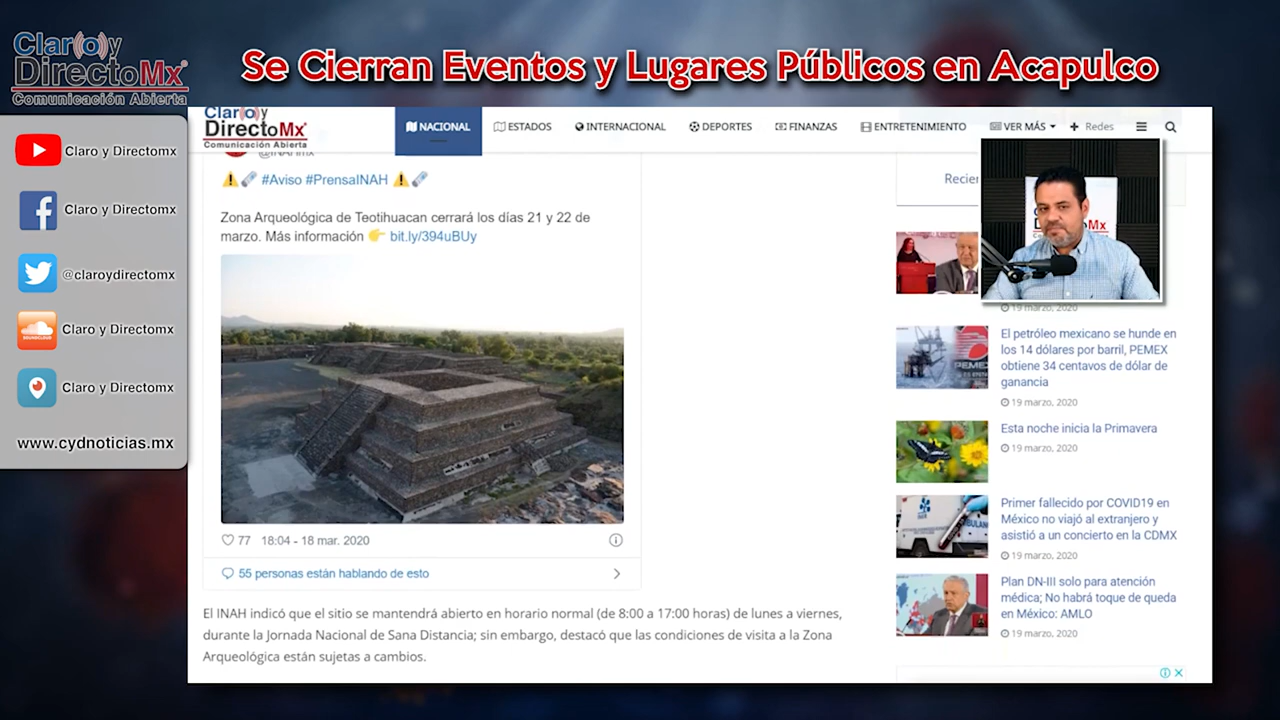 Claro y
DirectoMx
Comunicación Abierta
Se Cierran Eventos y Lugares Públicos en Acapulco
Claro y Directomx
Claro y Directomx
@claroydirectomx
SOUNDCLOUD
Claro y Directomx
Claro y Directomx
www.cydnoticias.mx
Claro y
DirectoMx
Comunicación Abierta
NACIONAL
ESTADOS
INTERNACIONAL
DEPORTES
FINANZAS
ENTRETENIMIENTO
VER MÁS
Redes
#Aviso #PrensaINAH
Zona Arqueológica de Teotihuacan cerrará los días 21 y 22 de
marzo. Más información bit.ly/394uBUy
77 18:04 - 18 mar. 2020
55 personas están hablando de esto
El INAH indicó que el sitio se mantendrá abierto en horario normal (de 8:00 a 17:00 horas) de lunes a viernes,
durante la Jornada Nacional de Sana Distancia; sin embargo, destacó que las condiciones de visita a la Zona
Arqueológica están sujetas a cambios.
19 marzo, 2020
El petróleo mexicano se hunde en
los 14 dólares por barril, PEMEX
obtiene 34 centavos de dólar de
ganancia
19 marzo, 2020
PEMEX
Esta noche inicia la Primavera
19 marzo, 2020
Primer fallecido por COVID19 en
México no viajó al extranjero y
asistió a un concierto en la CDMX
19 marzo, 2020
Plan DN-III solo para atención
médica; No habrá toque de queda
en México: AMLO
19 marzo, 2020